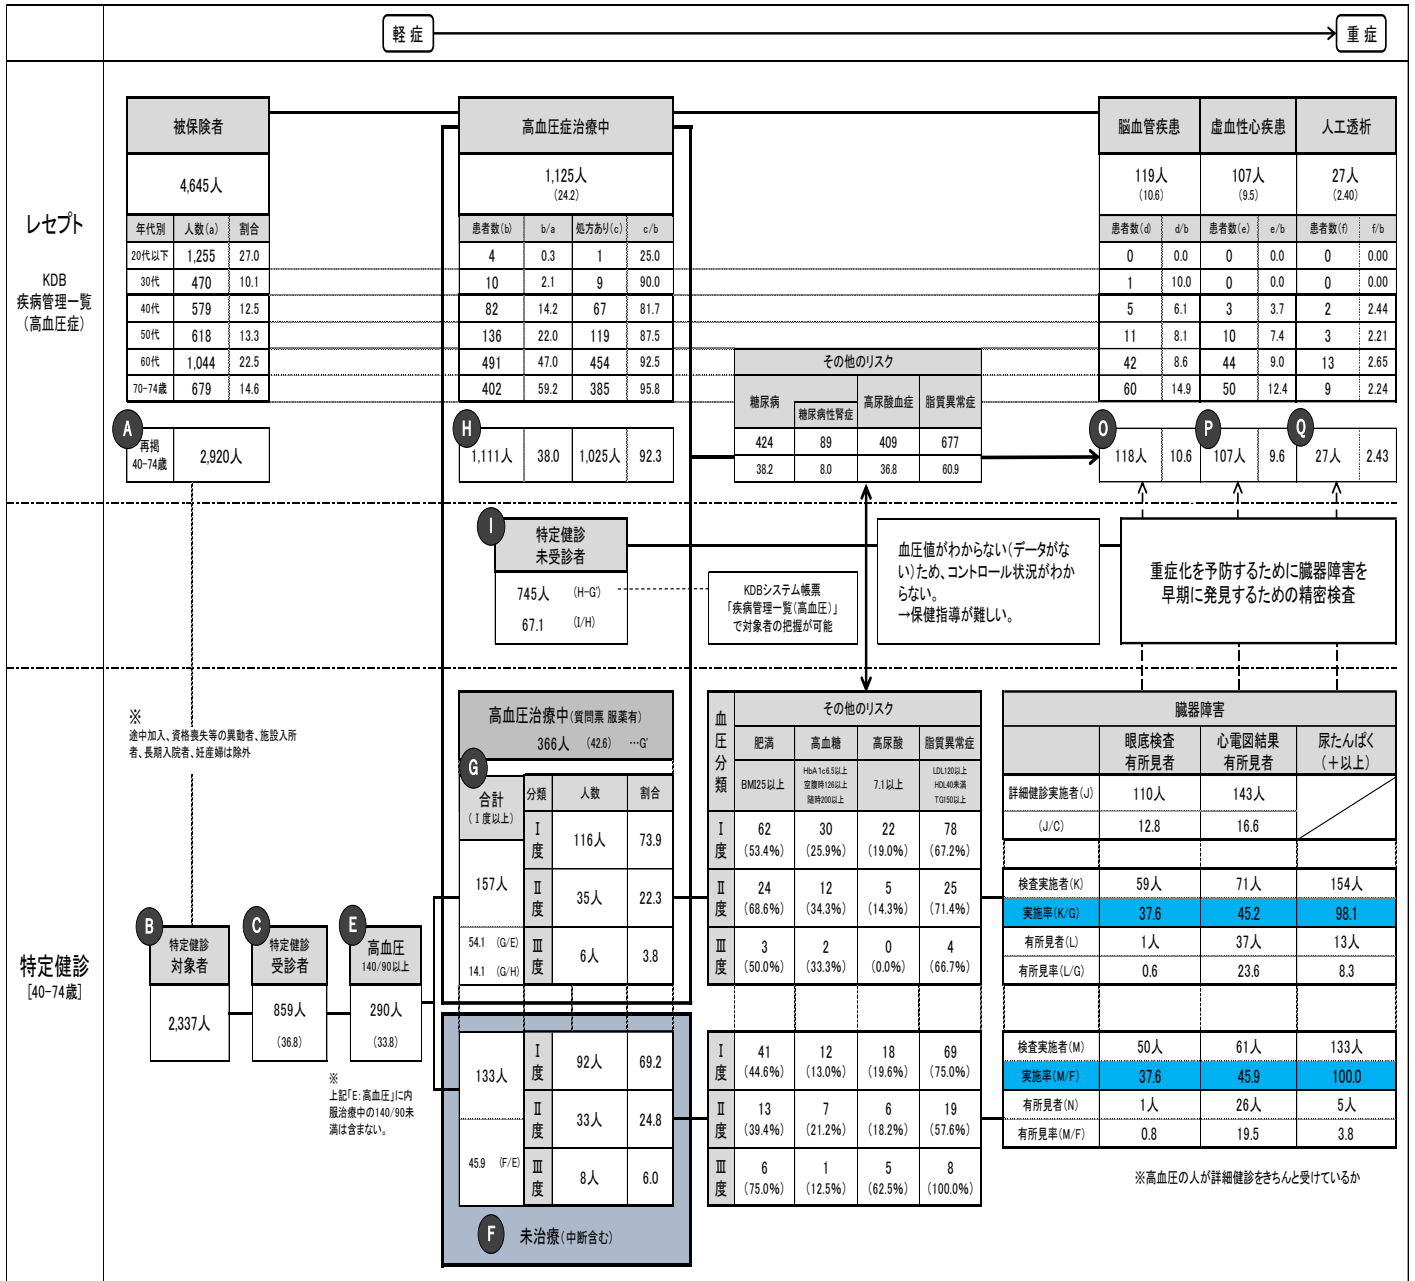 軽症
重症
レセプト
KDB
疾病管理一覧
(高血圧症)
被保険者
4,645人
年代別 人数(a) 割合
20代以下 1,255 27.0
30代 470 10.1
40代 579 12.5
50代 618 13.3
60代 1,044 22.5
70-74歳 679 14.6
A
再掲
40-74歳
2,920人
高血圧症治療中
1,125人
(24.2)
患者数(b) b/a 処方あり(c) c/b
4 0.3 1 25.0
10 2.1 9 90.0
82 14.2 67 81.7
136 22.0 119 87.5
491 47.0 454 92.5
402 59.2 385 95.8
H
1,111人 38.0 1,025人 92.3
その他のリスク
糖尿病 糖尿病性腎症 高尿酸血症 脂質異常症
424 89 409 677
38.2 8.0 36.8 60.9
脳血管疾患 虚血性心疾患 人工透析
119人 107人 27人
(10.6) (9.5) (2.40)
患者数(d) d/b 患者数(e) e/b 患者数(f) f/b
0 0.0 0 0.0 0 0.00
1 10.0 0 0.0 0 0.00
5 6.1 3 3.7 2 2.44
11 8.1 10 7.4 3 2.21
42 8.6 44 9.0 13 2.65
60 14.9 50 12.4 9 2.24
O P Q
118人 10.6 107人 9.6 27人 2.43
I
特定健診
未受診者
745人 (H-G')
67.1 (I/H)
KDBシステム帳票
「疾病管理一覧(高血圧)」
で対象者の把握が可能
血圧値がわからない(データがな
い)ため、コントロール状況がわか
らない。
→保健指導が難しい。
重症化を予防するために臓器障害を
早期に発見するための精密検査
特定健診
[40-74歳]
※
途中加入、資格喪失等の異動者、施設入所
者、長期入院者、妊産婦は除外
B
特定健診
対象者
2,337人
C
特定健診
受診者
859人
(36.8)
E
高血圧
140/90以上
290人
(33.8)
※
上記「E:高血圧」に内
服治療中の140/90未
満は含まない。
高血圧治療中(質問票 服薬有)
366人 (42.6) …G'
G
合計
(Ⅰ度以上)
分類 人数 割合
157人
54.1 (G/E)
14.1 (G/H)
Ⅰ度 116人 73.9
Ⅱ度 35人 22.3
Ⅲ度 6人 3.8
133人
45.9 (F/E)
Ⅰ度 92人 69.2
Ⅱ度 33人 24.8
Ⅲ度 8人 6.0
F
未治療(中断含む)
血圧分類
その他のリスク
肥満 高血糖 高尿酸 脂質異常症
BMI25以上
HbA1c6.5以上
空腹時126以上
随時200以上
7.1以上
LDL120以上
HDL40未満
TG150以上
Ⅰ度 62 30 22 78
(53.4%) (25.9%) (19.0%) (67.2%)
Ⅱ度 24 12 5 25
(68.6%) (34.3%) (14.3%) (71.4%)
Ⅲ度 3 2 0 4
(50.0%) (33.3%) (0.0%) (66.7%)
Ⅰ度 41 12 18 69
(44.6%) (13.0%) (19.6%) (75.0%)
Ⅱ度 13 7 6 19
(39.4%) (21.2%) (18.2%) (57.6%)
Ⅲ度 6 1 5 8
(75.0%) (12.5%) (62.5%) (100.0%)
臓器障害
眼底検査 心電図結果 尿たんぱく
有所見者 有所見者 (+以上)
詳細健診実施者(J) 110人 143人
(J/C) 12.8 16.6
検査実施者(K) 59人 71人 154人
実施率(K/G) 37.6 45.2 98.1
有所見者(L) 1人 37人 13人
有所見率(L/G) 0.6 23.6 8.3
検査実施者(M) 50人 61人 133人
実施率(M/F) 37.6 45.9 100.0
有所見者(N) 1人 26人 5人
有所見率(M/F) 0.8 19.5 3.8
※高血圧の人が詳細健診をきちんと受けているか